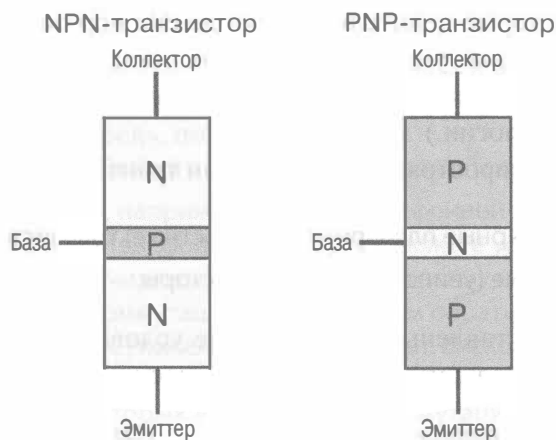 NPN-транзистор
Коллектор
N
База
P
N
Эмиттер
PNP-транзистор
Коллектор
P
База
N
P
Эмиттер